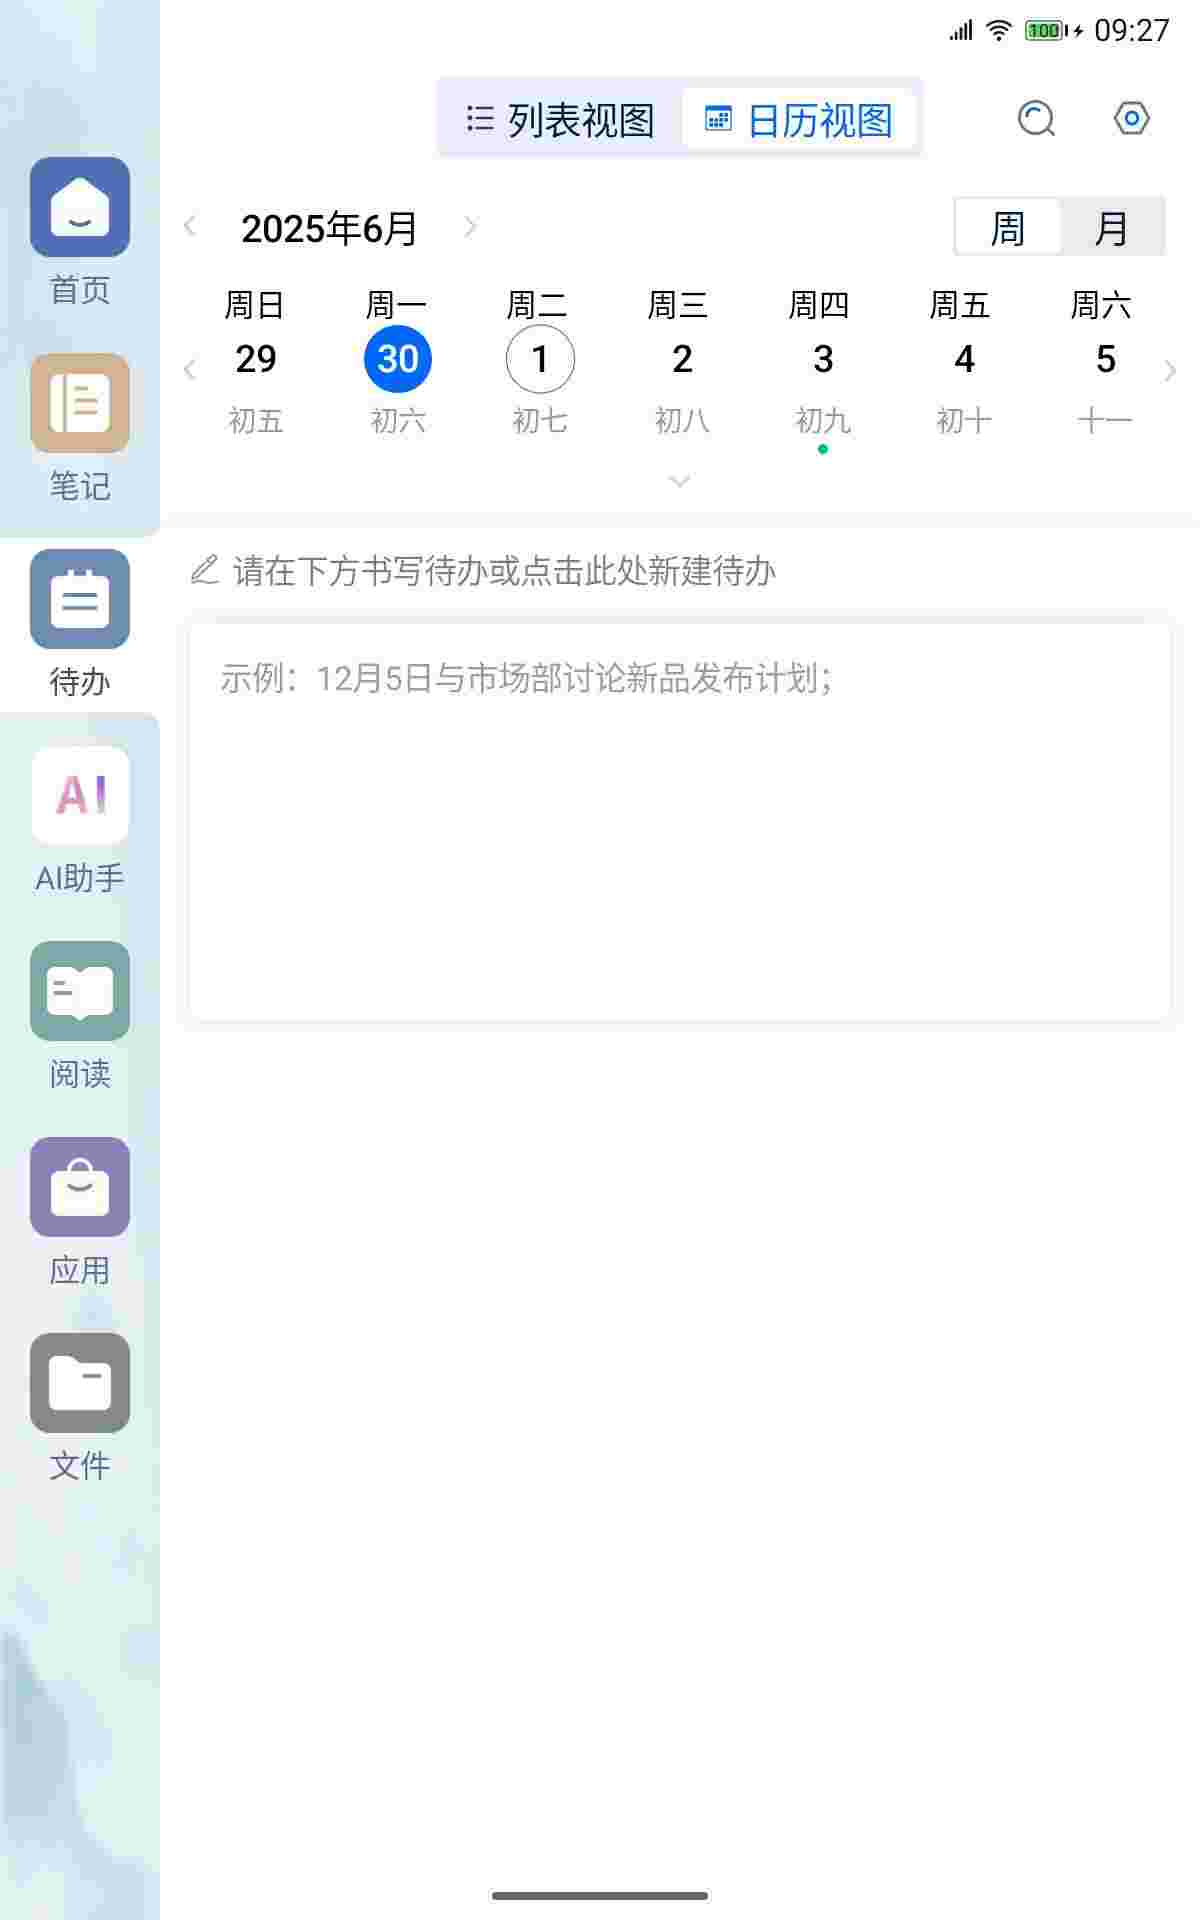 100 09:27
列表视图 日历视图
2025年6月 周 月
周日 周一 周二 周三 周四 周五 周六
29 30 1 2 3 4 5
初五 初六 初七 初八 初九 初十 十一
请在下方书写待办或点击此处新建待办
示例：12月5日与市场部讨论新品发布计划；
首页
笔记
待办
AI
AI助手
阅读
应用
文件